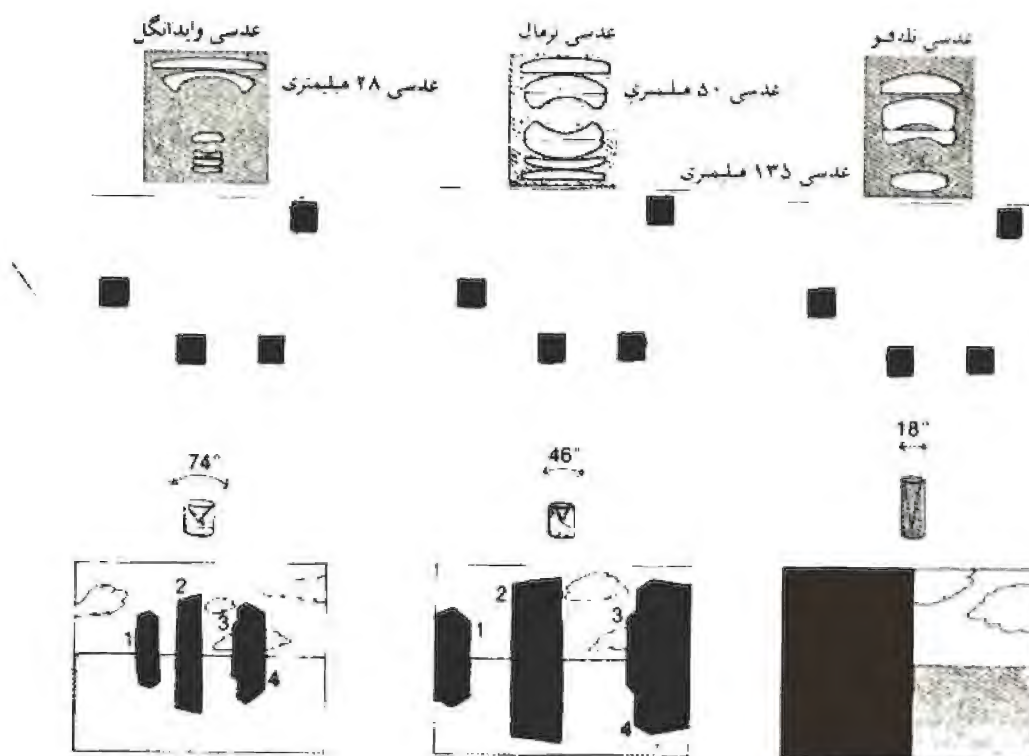 عدسی وایدانگل
عدسی نرمال
عدسی تله‌فتو
عدسی ۲۸ میلیمتری
عدسی ۵۰ میلیمتری
عدسی ۱۳۵ میلیمتری
74°
46°
18°
1
2
3
4
1
1
2
3
4